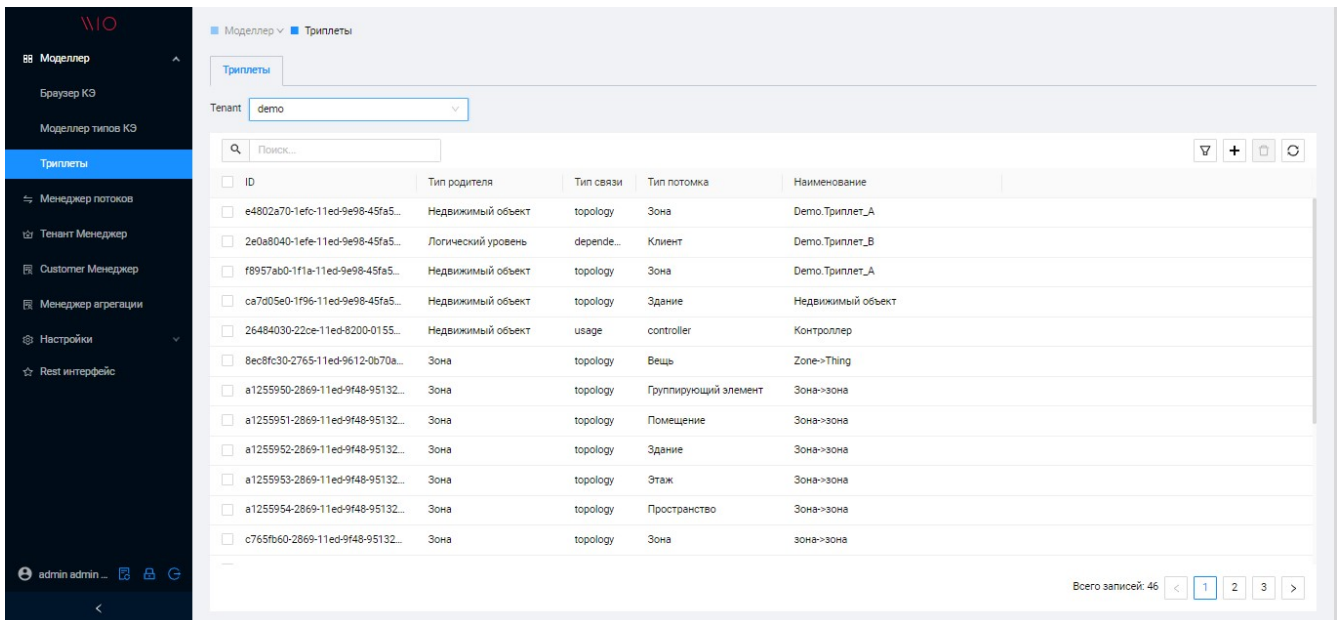 WIO
Моделлер
Браузер КЭ
Моделлер типов КЭ
Триплеты
Менеджер потоков
Тенант Менеджер
Customer Менеджер
Менеджер агрегации
Настройки
Rest интерфейс
admin admin ...
Моделлер Триплеты
Триплеты
Tenant demo
Поиск...
ID Тип родителя Тип связи Тип потомка Наименование
e4802a70-1efc-11ed-9e98-45fa5... Недвижимый объект topology Зона Demo.Триплет_A
2e0a8040-1efe-11ed-9e98-45fa5... Логический уровень depende... Клиент Demo.Триплет_B
f8957ab0-1f1a-11ed-9e98-45fa5... Недвижимый объект topology Зона Demo.Триплет_A
ca7d05e0-1f96-11ed-9e98-45fa5... Недвижимый объект topology Здание Недвижимый объект
26484030-22ce-11ed-8200-0155... Недвижимый объект usage controller Контроллер
8ec8fc30-2765-11ed-9612-0b70a... Зона topology Вещь Zone->Thing
a1255950-2869-11ed-9f48-95132... Зона topology Группирующий элемент Зона->зона
a1255951-2869-11ed-9f48-95132... Зона topology Помещение Зона->зона
a1255952-2869-11ed-9f48-95132... Зона topology Здание Зона->зона
a1255953-2869-11ed-9f48-95132... Зона topology Этаж Зона->зона
a1255954-2869-11ed-9f48-95132... Зона topology Пространство Зона->зона
c765fb60-2869-11ed-9f48-95132... Зона topology Зона зона->зона
Всего записей: 46 < 1 2 3 >